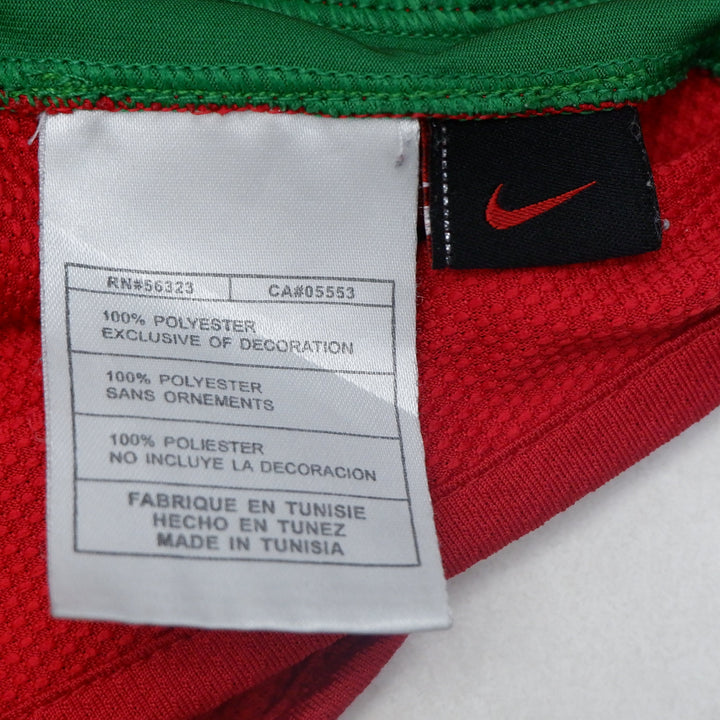 RN#56323 CA#05553
100% POLYESTER
EXCLUSIVE OF DECORATION
100% POLYESTER
SANS ORNEMENTS
100% POLIESTER
NO INCLUYE LA DECORACION
FABRIQUE EN TUNISIE
HECHO EN TUNEZ
MADE IN TUNISIA